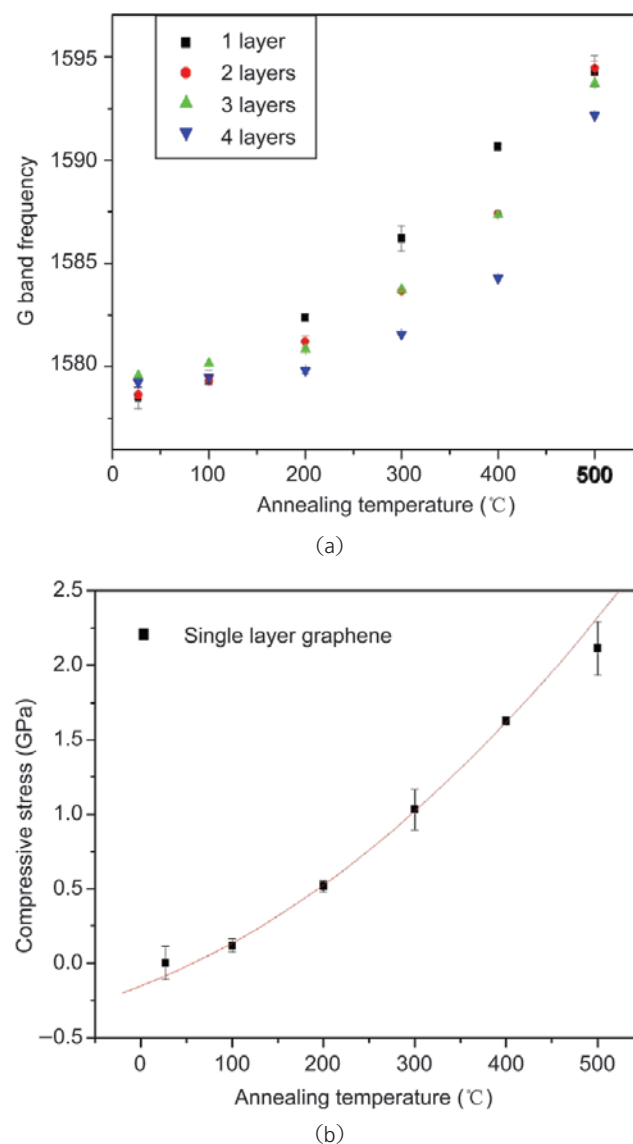 1 layer
2 layers
3 layers
4 layers
1595
1590
1585
1580
G band frequency
0 100 200 300 400 500
Annealing temperature (℃)
(a)
Single layer graphene
2.5
2.0
1.5
1.0
0.5
0.0
–0.5
Compressive stress (GPa)
0 100 200 300 400 500
Annealing temperature (℃)
(b)